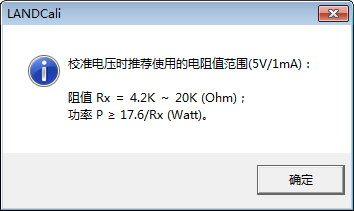 LANDCali
校准电压时推荐使用的电阻值范围(5V/1mA)：
阻值 Rx = 4.2K ~ 20K (Ohm)；
功率 P ≥ 17.6/Rx (Watt)。
确定